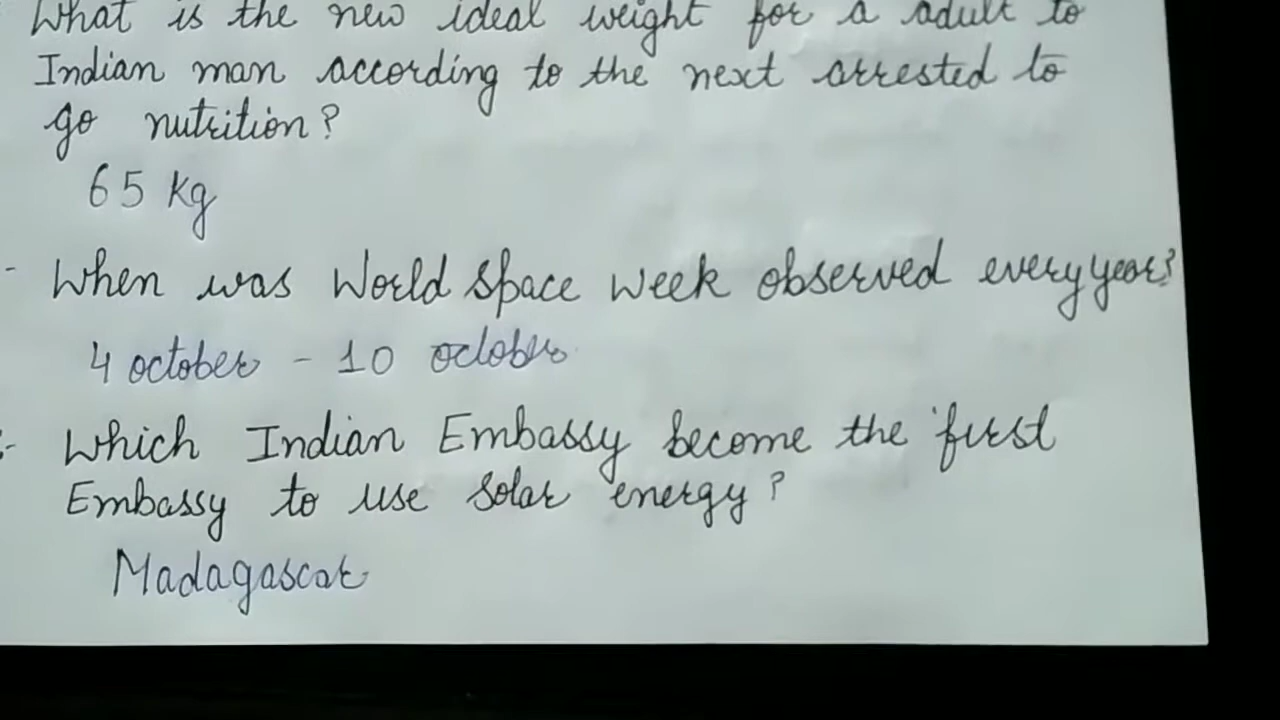 What is the new ideal weight for a adult to
Indian man according to the next arrested to
go nutrition?
65 Kg
- When was World Space Week observed every year?
4 october - 10 october
:- Which Indian Embassy become the first
Embassy to use solar energy?
Madagascar